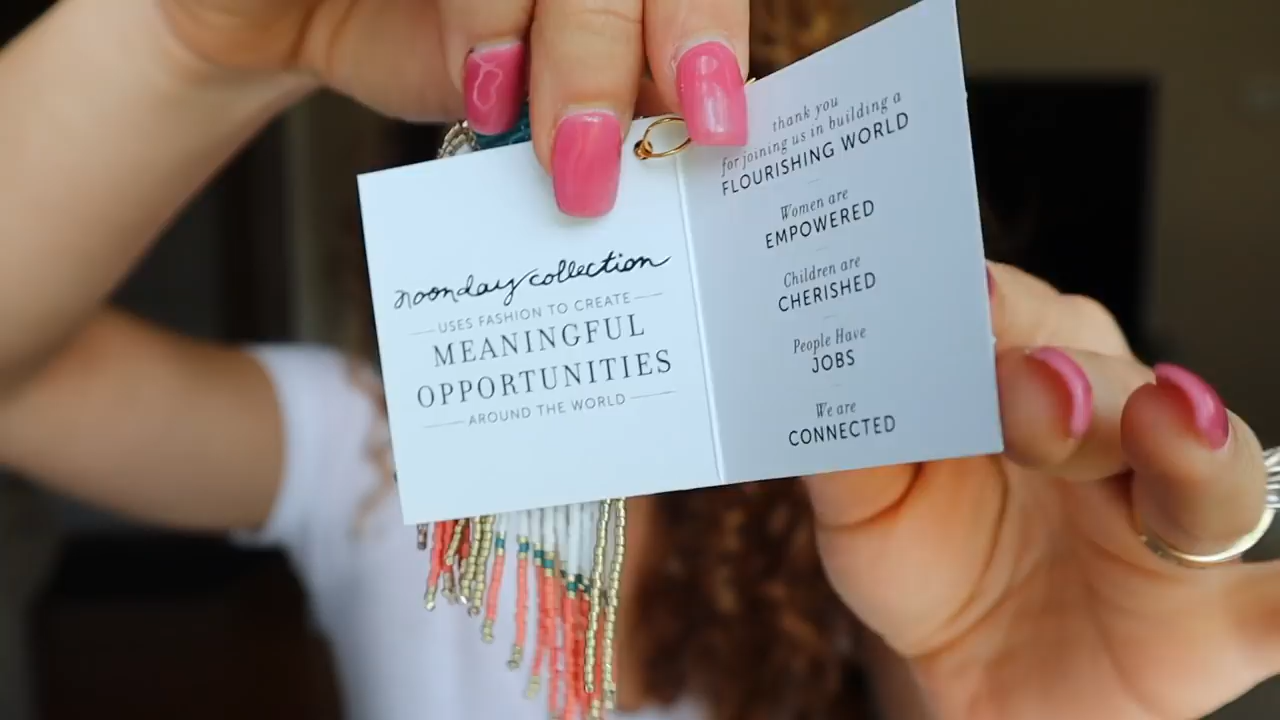 noonday collection
USES FASHION TO CREATE
MEANINGFUL
OPPORTUNITIES
AROUND THE WORLD
thank you
for joining us in building a
FLOURISHING WORLD
Women are
EMPOWERED
Children are
CHERISHED
People Have
JOBS
We are
CONNECTED